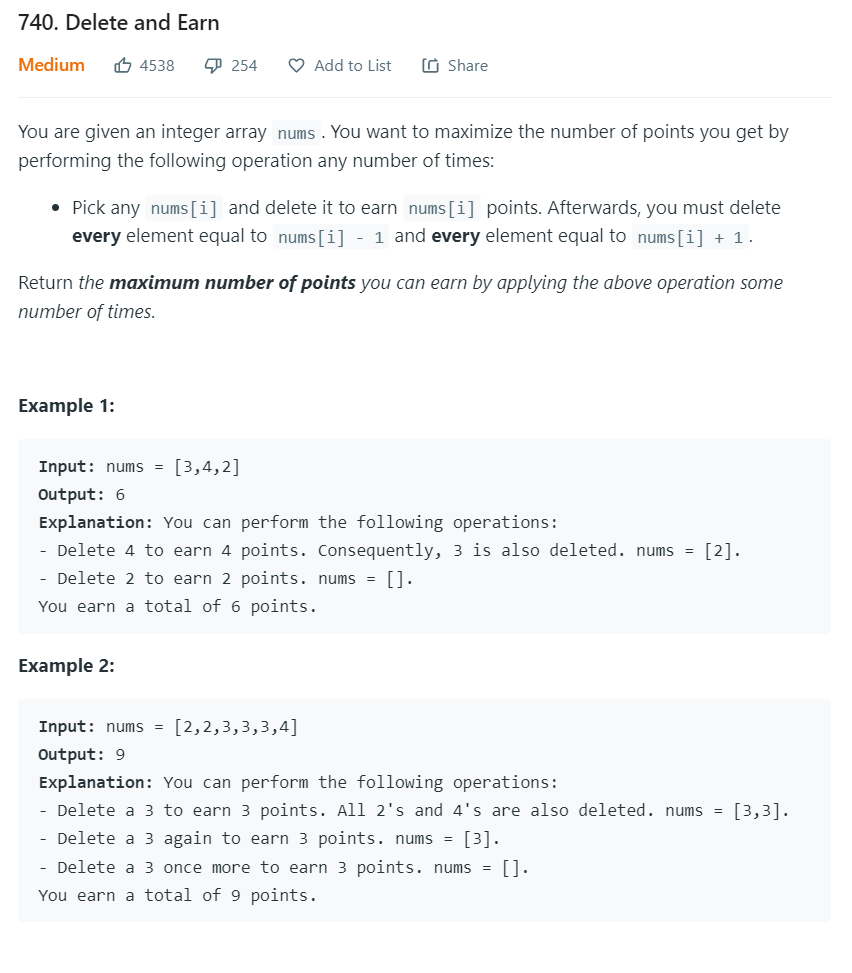 740. Delete and Earn
Medium 4538 254 Add to List Share
You are given an integer array nums . You want to maximize the number of points you get by
performing the following operation any number of times:
• Pick any nums[i] and delete it to earn nums[i] points. Afterwards, you must delete
every element equal to nums[i] - 1 and every element equal to nums[i] + 1 .
Return the maximum number of points you can earn by applying the above operation some
number of times.
Example 1:
Input: nums = [3,4,2]
Output: 6
Explanation: You can perform the following operations:
- Delete 4 to earn 4 points. Consequently, 3 is also deleted. nums = [2].
- Delete 2 to earn 2 points. nums = [].
You earn a total of 6 points.
Example 2:
Input: nums = [2,2,3,3,3,4]
Output: 9
Explanation: You can perform the following operations:
- Delete a 3 to earn 3 points. All 2's and 4's are also deleted. nums = [3,3].
- Delete a 3 again to earn 3 points. nums = [3].
- Delete a 3 once more to earn 3 points. nums = [].
You earn a total of 9 points.